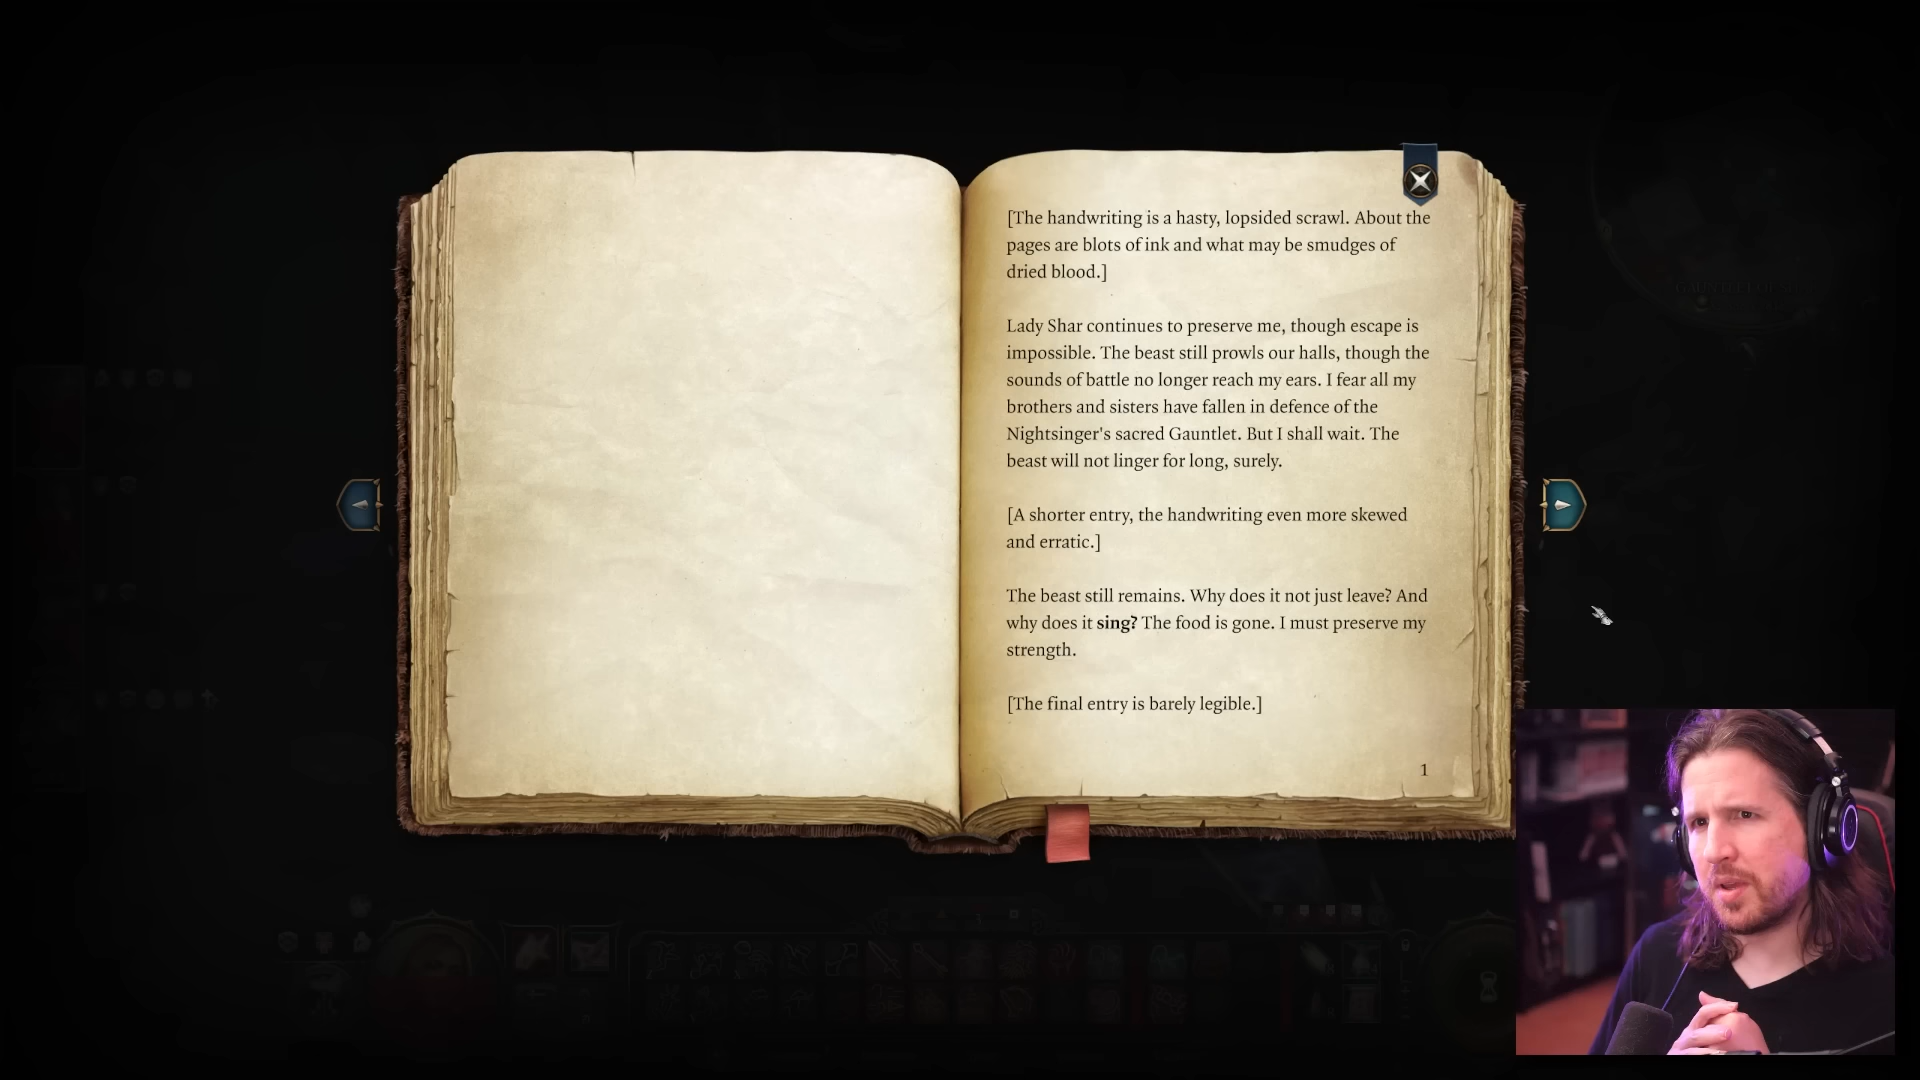 [The handwriting is a hasty, lopsided scrawl. About the
pages are blots of ink and what may be smudges of
dried blood.]
Lady Shar continues to preserve me, though escape is
impossible. The beast still prowls our halls, though the
sounds of battle no longer reach my ears. I fear all my
brothers and sisters have fallen in defence of the
Nightsinger's sacred Gauntlet. But I shall wait. The
beast will not linger for long, surely.
[A shorter entry, the handwriting even more skewed
and erratic.]
The beast still remains. Why does it not just leave? And
why does it sing? The food is gone. I must preserve my
strength.
[The final entry is barely legible.]
1